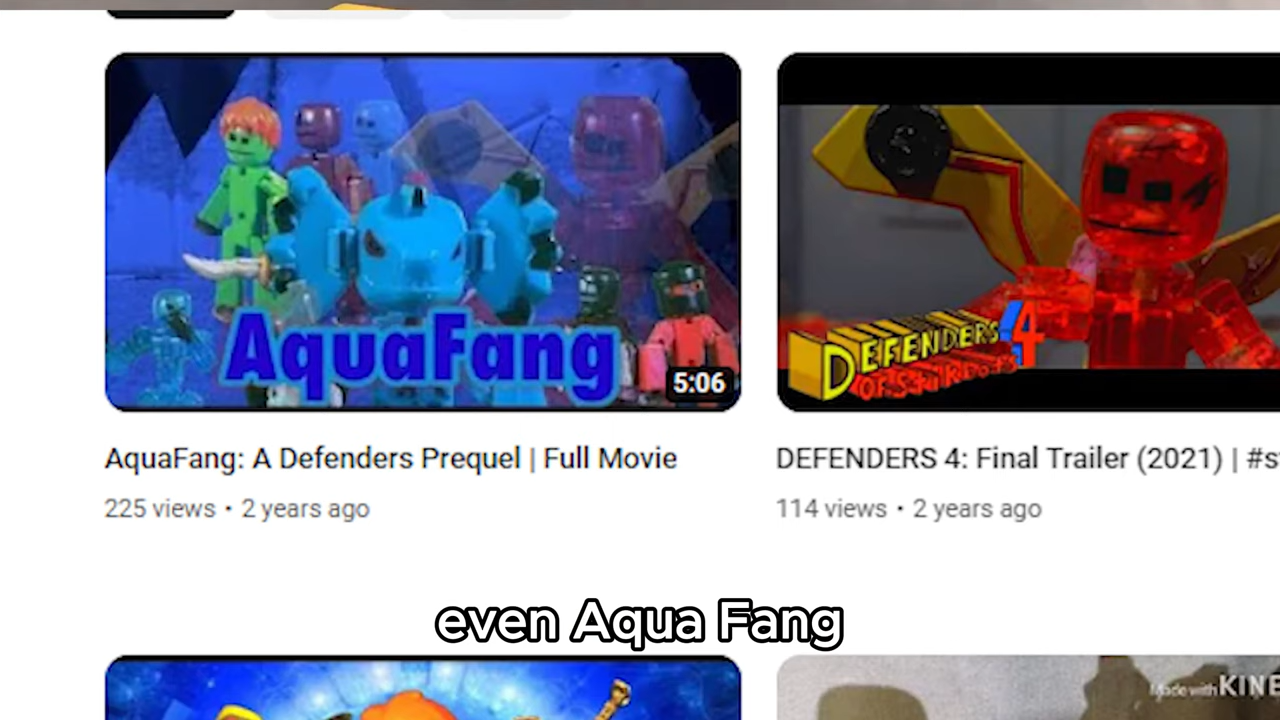 AquaFang
5:06
DEFENDERS 4
AquaFang: A Defenders Prequel | Full Movie
DEFENDERS 4: Final Trailer (2021) | #s
225 views • 2 years ago
114 views • 2 years ago
even Aqua Fang
Made with KINE